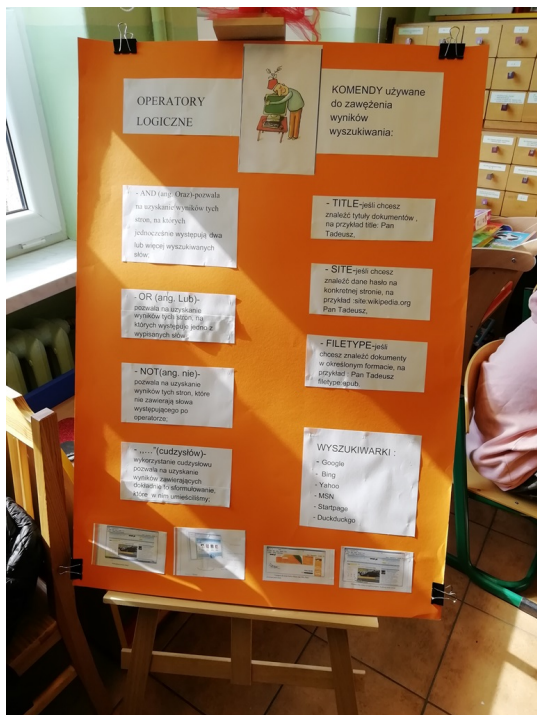 OPERATORY
LOGICZNE
- AND (ang. Oraz)-pozwala
na uzyskanie wyników tych
stron, na których
jednocześnie występują dwa
lub więcej wyszukiwanych
słów;
- OR (ang. Lub)-
pozwala na uzyskanie
wyników tych stron, na
których występuje jedno z
wypisanych słów
- NOT(ang. nie)-
pozwala na uzyskanie
wyników tych stron, które
nie zawierają słowa
występującego po
operatorze;
- ,,...."(cudzysłów)-
wykorzystanie cudzysłowu
pozwala na uzyskanie
wyników zawierających
dokładnie to sformułowanie,
które w nim umieściliśmy;
KOMENDY używane
do zawężenia
wyników
wyszukiwania:
- TITLE-jeśli chcesz
znaleźć tytuły dokumentów ,
na przykład title: Pan
Tadeusz,
- SITE-jeśli chcesz
znaleźć dane hasło na
konkretnej stronie, na
przykład :site:wikipedia.org
Pan Tadeusz,
- FILETYPE-jeśli
chcesz znaleźć dokumenty
w określonym formacie, na
przykład : Pan Tadeusz
filetype:epub.
WYSZUKIWARKI :
- Google
- Bing
- Yahoo
- MSN
- Startpage
- Duckduokgo